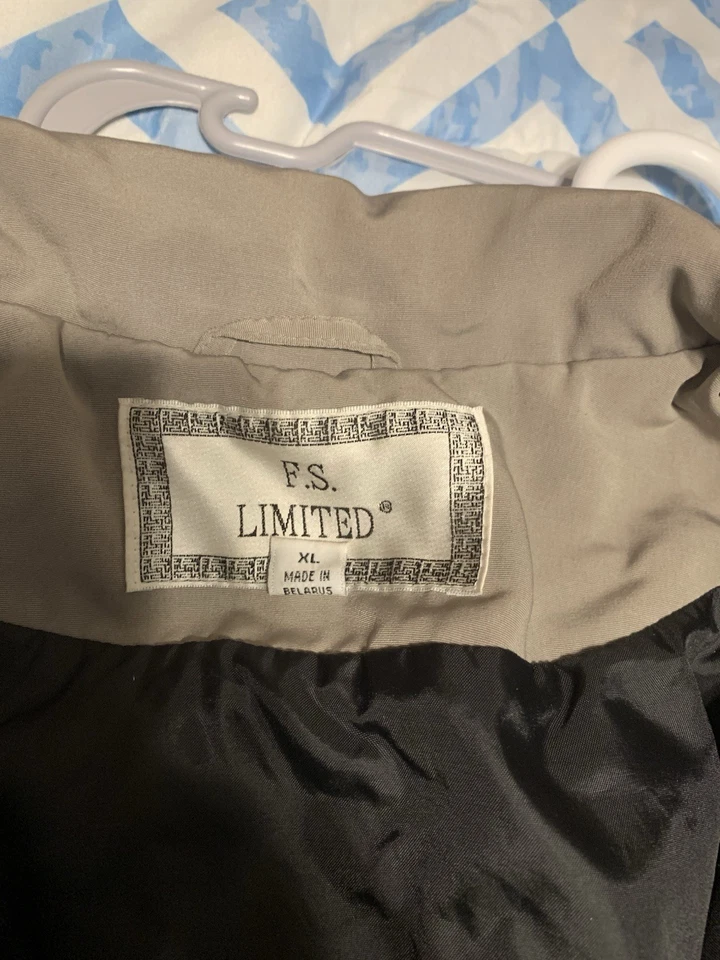 F.S.
LIMITED®
XL
MADE IN
BELARUS